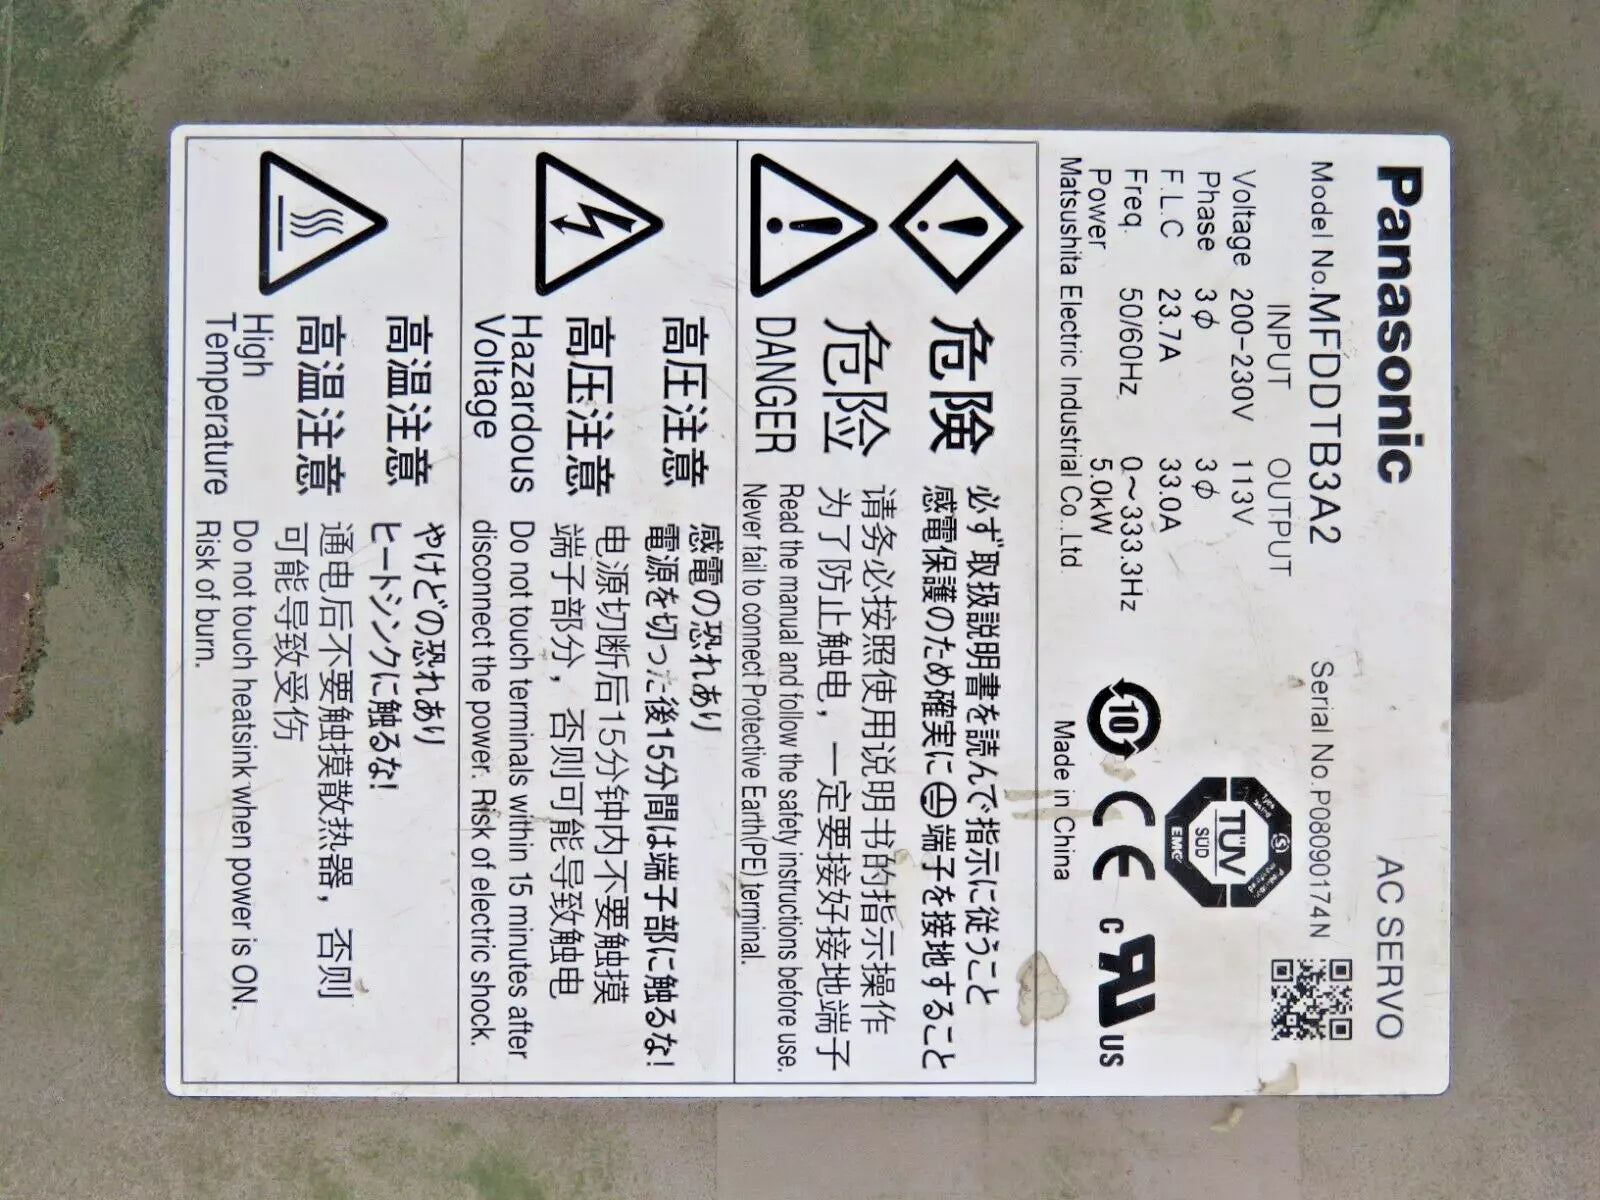 Panasonic
AC SERVO
Model No.MFDDTB3A2
Serial No.P08090174N
INPUT OUTPUT
Voltage 200-230V 113V
Phase 3φ 3φ
F.L.C 23.7A 33.0A
Freq. 50/60Hz 0~333.3Hz
Power 5.0kW
Matsushita Electric Industrial Co.,Ltd.
Made in China
10
CE
TÜV
SÜD
EMC
c UL US
危険
必ず取扱説明書を読んで指示に従うこと
感電保護のため確実に⏚端子を接地すること
危险
请务必按照使用说明书的指示操作
为了防止触电，一定要接好接地端子
DANGER
Read the manual and follow the safety instructions before use.
Never fail to connect Protective Earth(PE) terminal.
高圧注意
感電の恐れあり
電源を切った後15分間は端子部に触るな!
高压注意
电源切断后15分钟内不要触摸
端子部分，否则可能导致触电
Hazardous
Voltage
Do not touch terminals within 15 minutes after
disconnect the power. Risk of electric shock.
高温注意
やけどの恐れあり
ヒートシンクに触るな!
高温注意
通电后不要触摸散热器，否则
可能导致受伤
High
Temperature
Do not touch heatsink when power is ON.
Risk of burn.